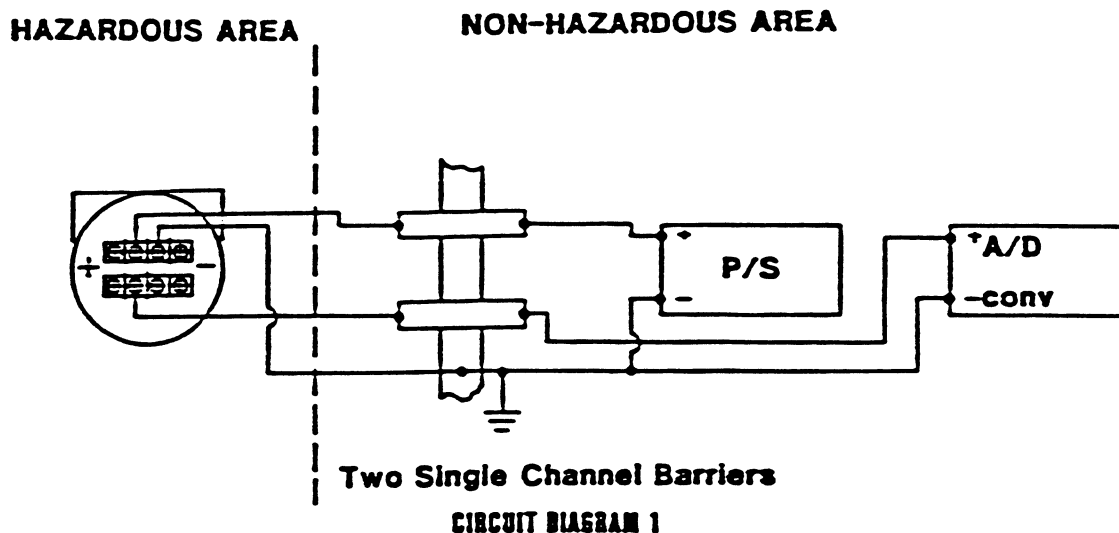 HAZARDOUS AREA
NON-HAZARDOUS AREA
+
-
+
P/S
-
+A/D
-conv
Two Single Channel Barriers
CIRCUIT DIAGRAM 1